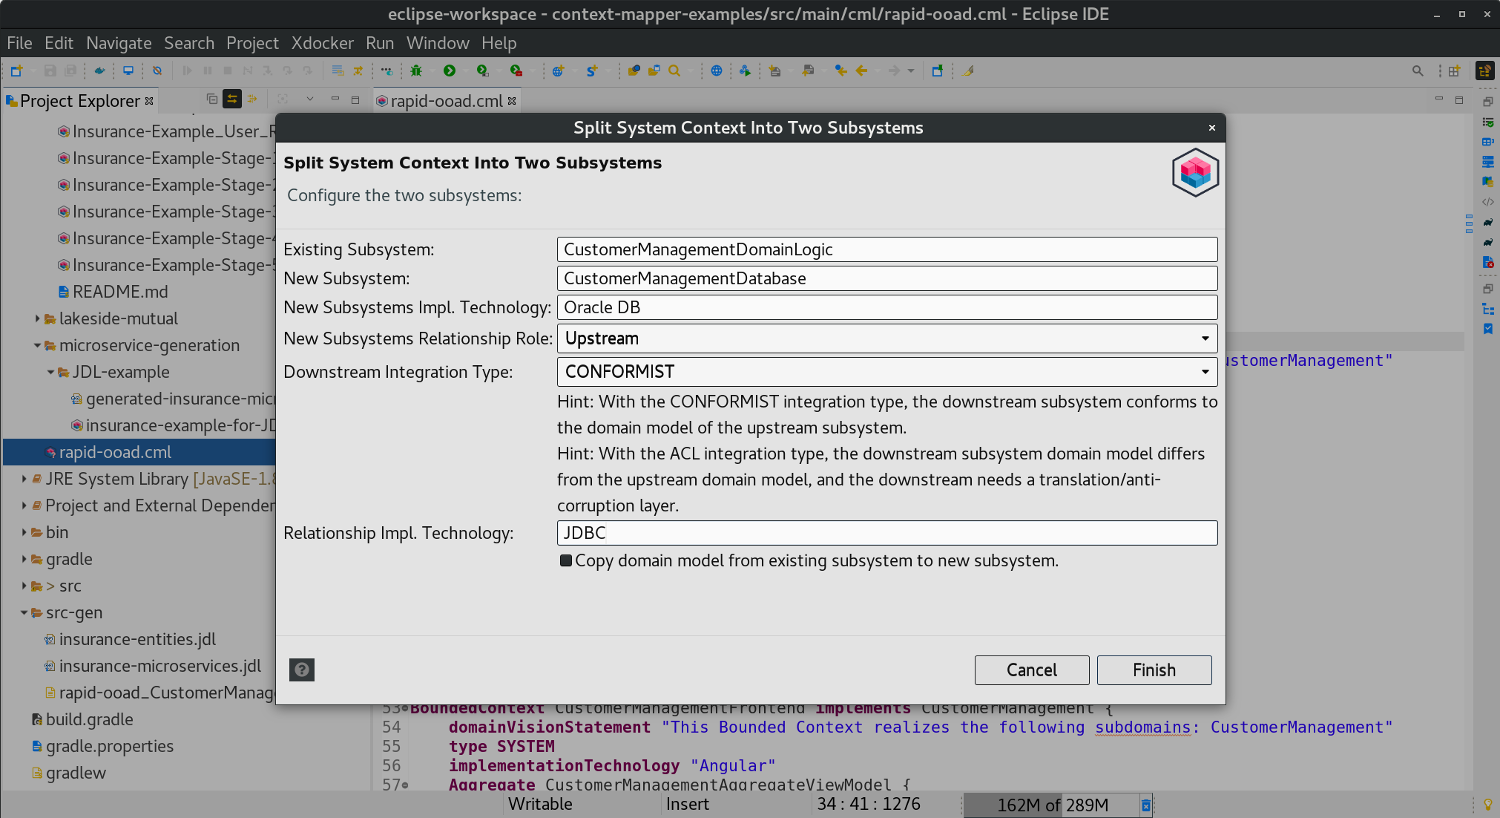 eclipse-workspace - context-mapper-examples/src/main/cml/rapid-ooad.cml - Eclipse IDE
File Edit Navigate Search Project Xdocker Run Window Help
Project Explorer
rapid-ooad.cml
Insurance-Example_User_R
Insurance-Example-Stage-
Insurance-Example-Stage-2
Insurance-Example-Stage-
Insurance-Example-Stage-4
Insurance-Example-Stage-
README.md
lakeside-mutual
microservice-generation
JDL-example
generated-insurance-mic
insurance-example-for-JD
rapid-ooad.cml
JRE System Library [JavaSE-1.8
Project and External Depender
bin
gradle
> src
src-gen
insurance-entities.jdl
insurance-microservices.jdl
rapid-ooad_CustomerManag
build.gradle
gradle.properties
gradlew
Split System Context Into Two Subsystems
Split System Context Into Two Subsystems
Configure the two subsystems:
Existing Subsystem: CustomerManagementDomainLogic
New Subsystem: CustomerManagementDatabase
New Subsystems Impl. Technology: Oracle DB
New Subsystems Relationship Role: Upstream
Downstream Integration Type: CONFORMIST
Hint: With the CONFORMIST integration type, the downstream subsystem conforms to
the domain model of the upstream subsystem.
Hint: With the ACL integration type, the downstream subsystem domain model differs
from the upstream domain model, and the downstream needs a translation/anti-
corruption layer.
Relationship Impl. Technology: JDBC
Copy domain model from existing subsystem to new subsystem.
Cancel Finish
ustomerManagement"
53 BoundedContext CustomerManagementFrontend implements CustomerManagement {
54 domainVisionStatement "This Bounded Context realizes the following subdomains: CustomerManagement"
55 type SYSTEM
56 implementationTechnology "Angular"
57 Aggregate CustomerManagementAggregateViewModel {
Writable Insert 34 : 41 : 1276 162M of 289M